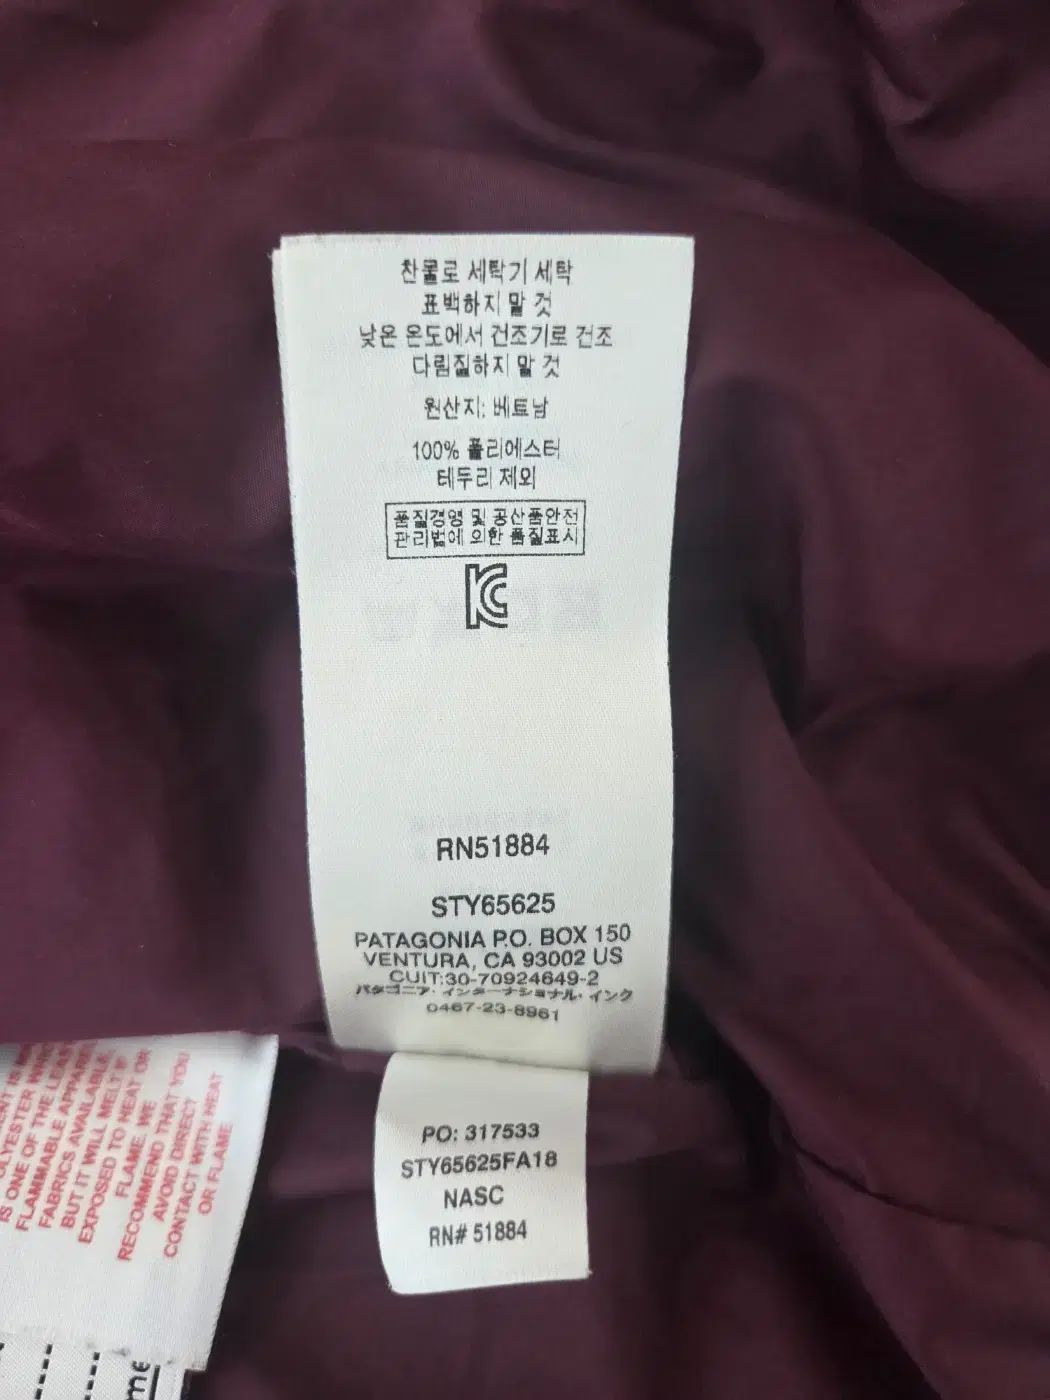 찬물로 세탁기 세탁
표백하지 말 것
낮은 온도에서 건조기로 건조
다림질하지 말 것
원산지: 베트남
100% 폴리에스터
테두리 제외
품질경영 및 공산품안전
관리법에 의한 품질표시
RN51884
STY65625
PATAGONIA P.O. BOX 150
VENTURA, CA 93002 US
CUIT:30-70924649-2
パタゴニア・インターナショナル・インク
0467-23-8961
PO: 317533
STY65625FA18
NASC
RN# 51884
IS ONE OF THE
FLAMMABLE APPAREL
FABRICS AVAILABLE,
BUT IT WILL MELT IF
EXPOSED TO HEAT OR
FLAME. WE
RECOMMEND THAT YOU
AVOID DIRECT
CONTACT WITH HEAT
OR FLAME